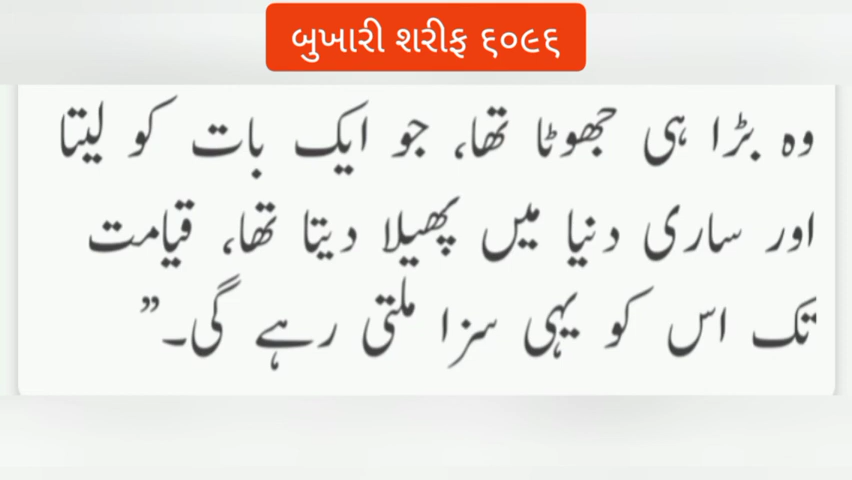 બુખારી શરીફ ૬૦૯૬
وہ بڑا ہی جھوٹا تھا، جو ایک بات کو لیتا
اور ساری دنیا میں پھیلا دیتا تھا، قیامت
تک اس کو یہی سزا ملتی رہے گی۔”